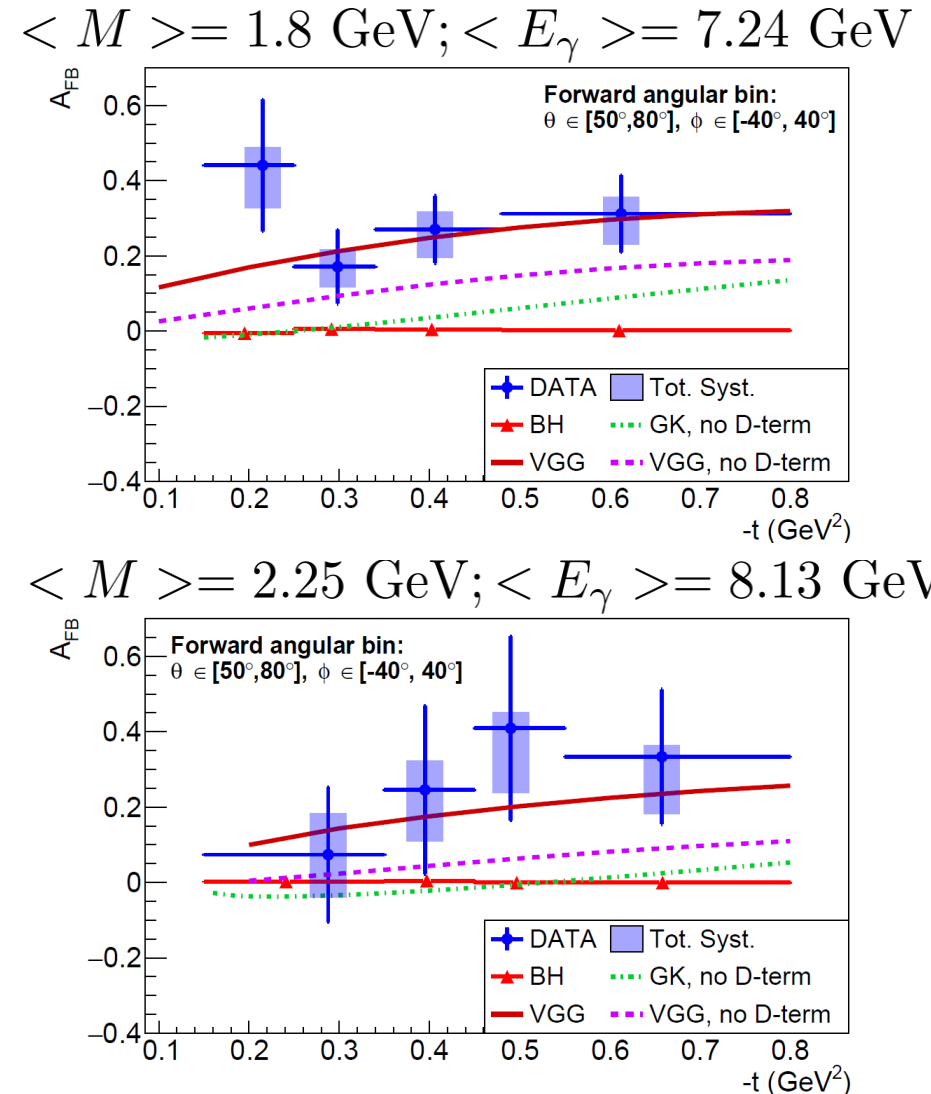 < M >= 1.8 GeV; < E_γ >= 7.24 GeV
A_FB
Forward angular bin:
θ ∈ [50°,80°], ϕ ∈ [-40°, 40°]
0.6
0.4
0.2
0
−0.2
−0.4
DATA Tot. Syst.
BH GK, no D-term
VGG VGG, no D-term
0.1 0.2 0.3 0.4 0.5 0.6 0.7 0.8
-t (GeV²)
< M >= 2.25 GeV; < E_γ >= 8.13 GeV
A_FB
Forward angular bin:
θ ∈ [50°,80°], ϕ ∈ [-40°, 40°]
0.6
0.4
0.2
0
−0.2
−0.4
DATA Tot. Syst.
BH GK, no D-term
VGG VGG, no D-term
0.1 0.2 0.3 0.4 0.5 0.6 0.7 0.8
-t (GeV²)